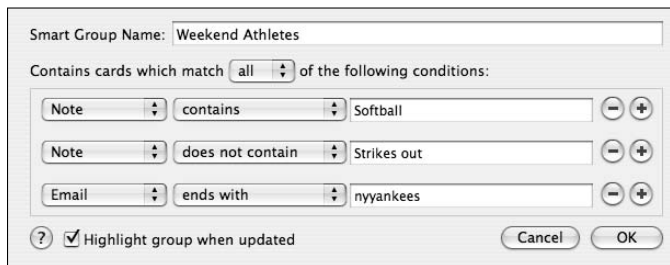 Smart Group Name: Weekend Athletes
Contains cards which match all of the following conditions:
Note contains Softball
Note does not contain Strikes out
Email ends with nyyankees
? Highlight group when updated Cancel OK